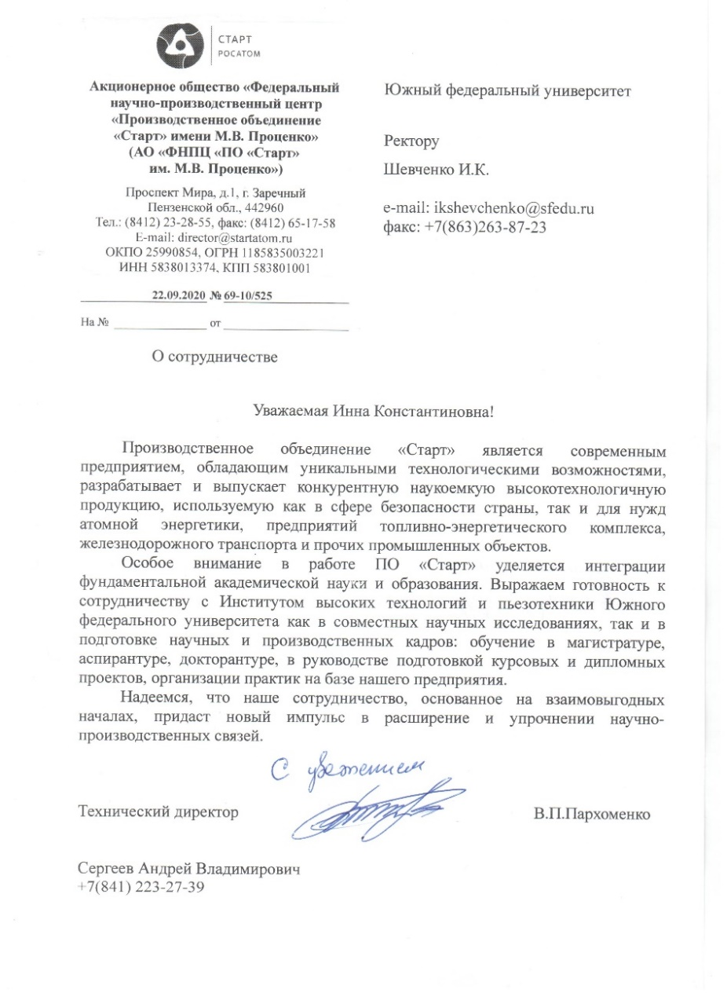 СТАРТ
РОСАТОМ
Акционерное общество «Федеральный
научно-производственный центр
«Производственное объединение
«Старт» имени М.В. Проценко»
(АО «ФНПЦ «ПО «Старт»
им. М.В. Проценко»)
Проспект Мира, д.1, г. Заречный
Пензенской обл., 442960
Тел.: (8412) 23-28-55, факс: (8412) 65-17-58
E-mail: director@startatom.ru
ОКПО 25990854, ОГРН 1185835003221
ИНН 5838013374, КПП 583801001
22.09.2020 № 69-10/525
На № от
О сотрудничестве
Южный федеральный университет
Ректору
Шевченко И.К.
e-mail: ikshevchenko@sfedu.ru
факс: +7(863)263-87-23
Уважаемая Инна Константиновна!
Производственное объединение «Старт» является современным
предприятием, обладающим уникальными технологическими возможностями,
разрабатывает и выпускает конкурентную наукоемкую высокотехнологичную
продукцию, используемую как в сфере безопасности страны, так и для нужд
атомной энергетики, предприятий топливно-энергетического комплекса,
железнодорожного транспорта и прочих промышленных объектов.
Особое внимание в работе ПО «Старт» уделяется интеграции
фундаментальной академической науки и образования. Выражаем готовность к
сотрудничеству с Институтом высоких технологий и пьезотехники Южного
федерального университета как в совместных научных исследованиях, так и в
подготовке научных и производственных кадров: обучение в магистратуре,
аспирантуре, докторантуре, в руководстве подготовкой курсовых и дипломных
проектов, организации практик на базе нашего предприятия.
Надеемся, что наше сотрудничество, основанное на взаимовыгодных
началах, придаст новый импульс в расширение и упрочнении научно-
производственных связей.
С уважением
Технический директор В.П.Пархоменко
Сергеев Андрей Владимирович
+7(841) 223-27-39